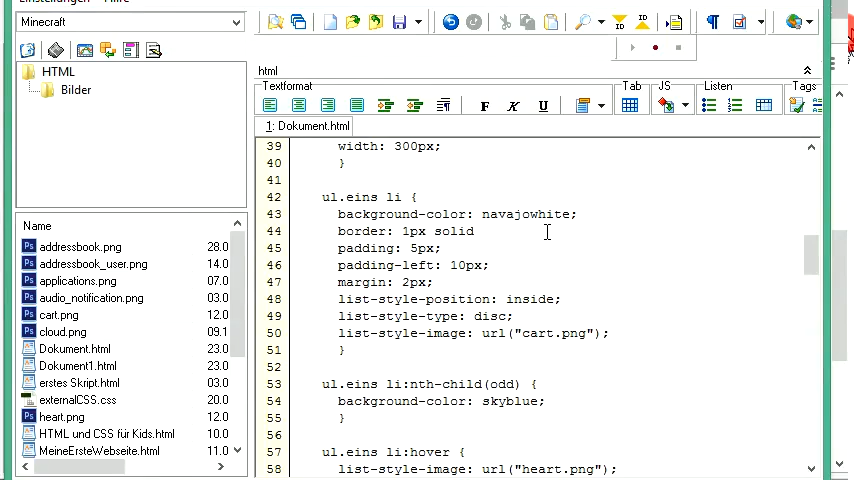 Einstellungen Hilfe
Minecraft
HTML
Bilder
Name
addressbook.png 28.0
addressbook_user.png 14.0
applications.png 07.0
audio_notification.png 03.0
cart.png 12.0
cloud.png 09.1
Dokument.html 23.0
Dokument1.html 23.0
erstes Skript.html 03.0
externalCSS.css 20.0
heart.png 12.0
HTML und CSS für Kids.html 10.0
MeineErsteWebseite.html 11.0
html
Textformat Tab JS Listen Tags
F K U
1: Dokument.html
39 width: 300px;
40 }
41
42 ul.eins li {
43 background-color: navajowhite;
44 border: 1px solid
45 padding: 5px;
46 padding-left: 10px;
47 margin: 2px;
48 list-style-position: inside;
49 list-style-type: disc;
50 list-style-image: url("cart.png");
51 }
52
53 ul.eins li:nth-child(odd) {
54 background-color: skyblue;
55 }
56
57 ul.eins li:hover {
58 list-style-image: url("heart.png");